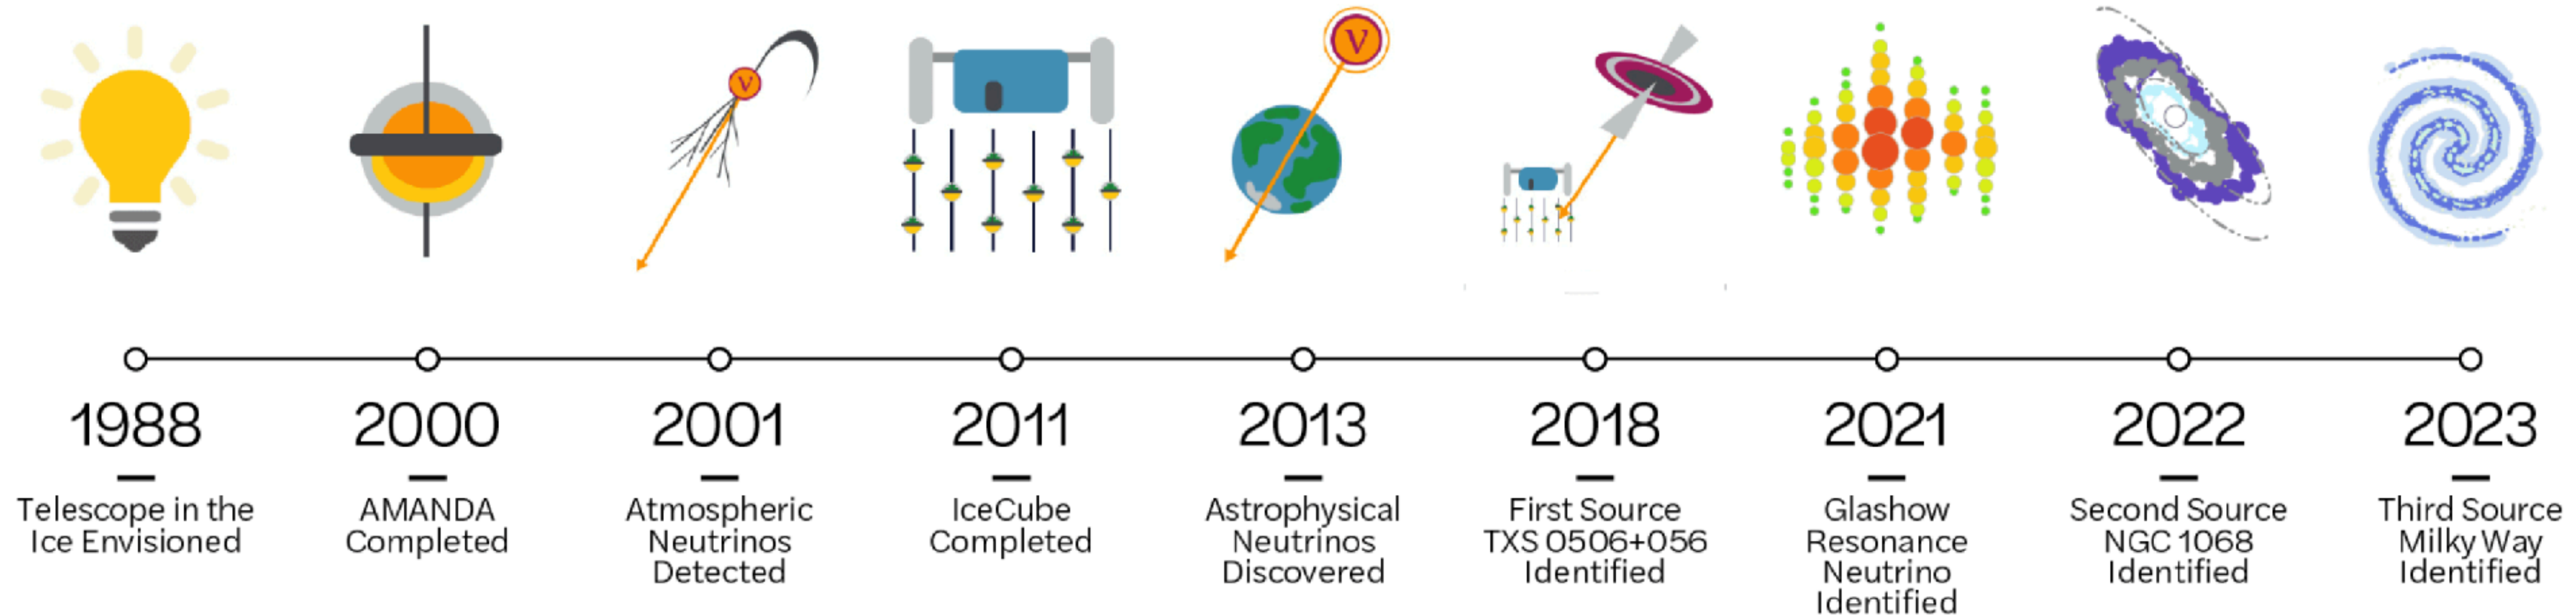 V
V
1988
Telescope in the
Ice Envisioned
2000
AMANDA
Completed
2001
Atmospheric
Neutrinos
Detected
2011
IceCube
Completed
2013
Astrophysical
Neutrinos
Discovered
2018
First Source
TXS 0506+056
Identified
2021
Glashow
Resonance
Neutrino
Identified
2022
Second Source
NGC 1068
Identified
2023
Third Source
Milky Way
Identified